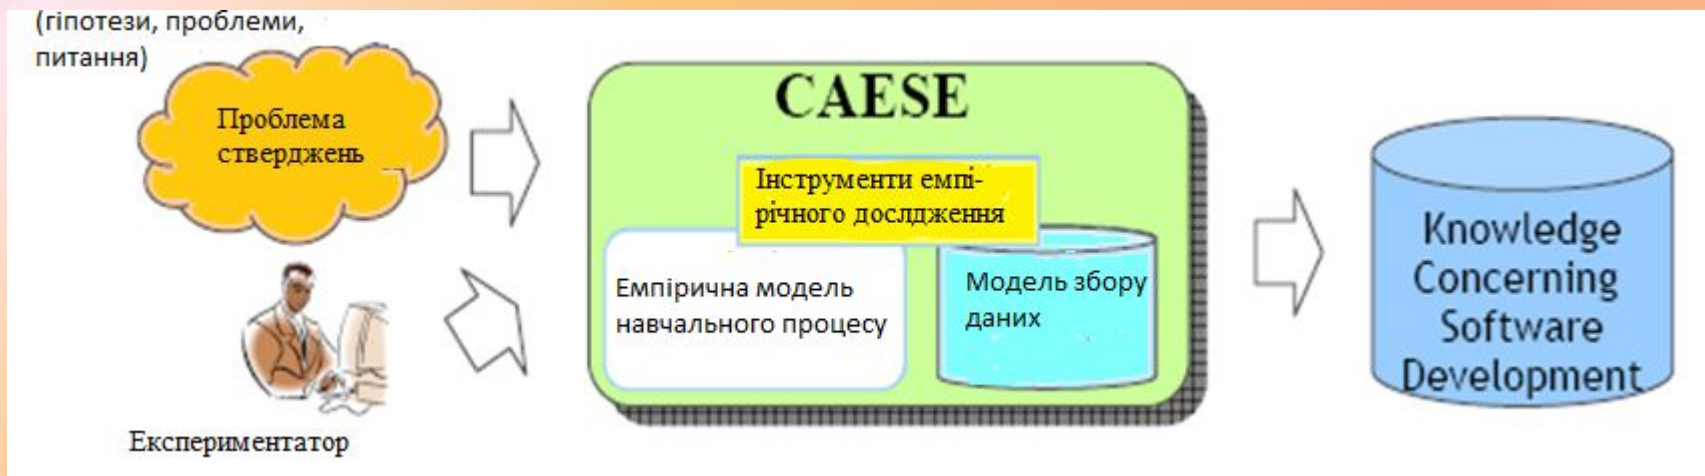 (гіпотези, проблеми,
питання)
Проблема
стверджень
Експериментатор
CAESE
Інструменти емпі-
річного дослдження
Емпірична модель
навчального процесу
Модель збору
даних
Knowledge
Concerning
Software
Development